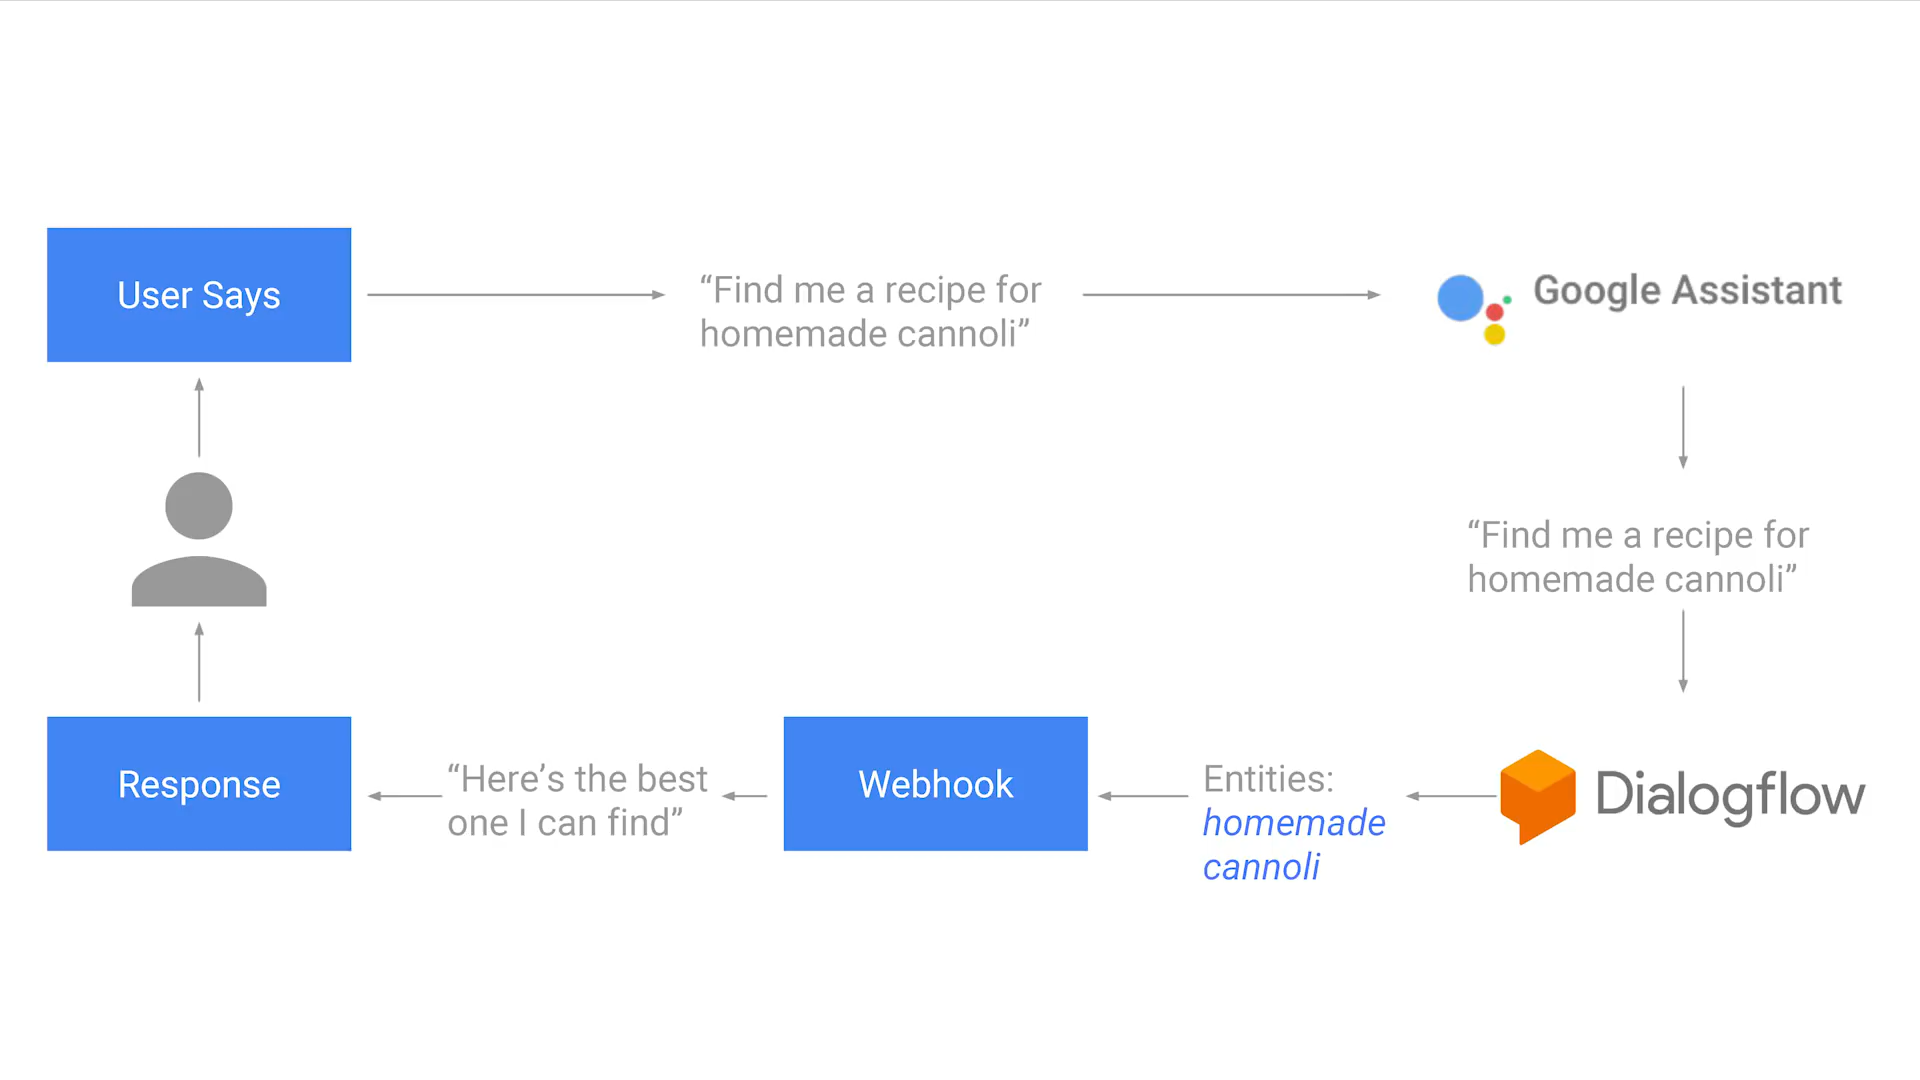 User Says
“Find me a recipe for
homemade cannoli”
Google Assistant
“Find me a recipe for
homemade cannoli”
Response
“Here’s the best
one I can find”
Webhook
Entities:
homemade
cannoli
Dialogflow